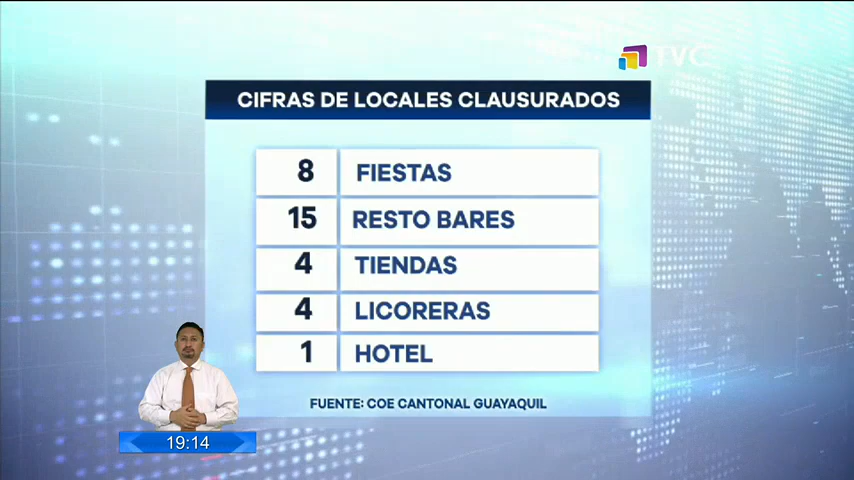 TVC
CIFRAS DE LOCALES CLAUSURADOS
8 FIESTAS
15 RESTO BARES
4 TIENDAS
4 LICORERAS
1 HOTEL
FUENTE: COE CANTONAL GUAYAQUIL
19:14